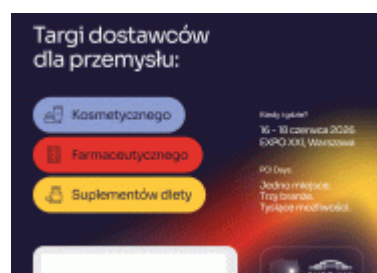 Targi dostawców
dla przemysłu:
Kosmetycznego
Farmaceutycznego
Suplementów diety
Kiedy i gdzie?
16 - 18 czerwca 2026
EXPO XXI, Warszawa
PCI Days
Jedno miejsce.
Trzy branże.
Tysiące możliwości.